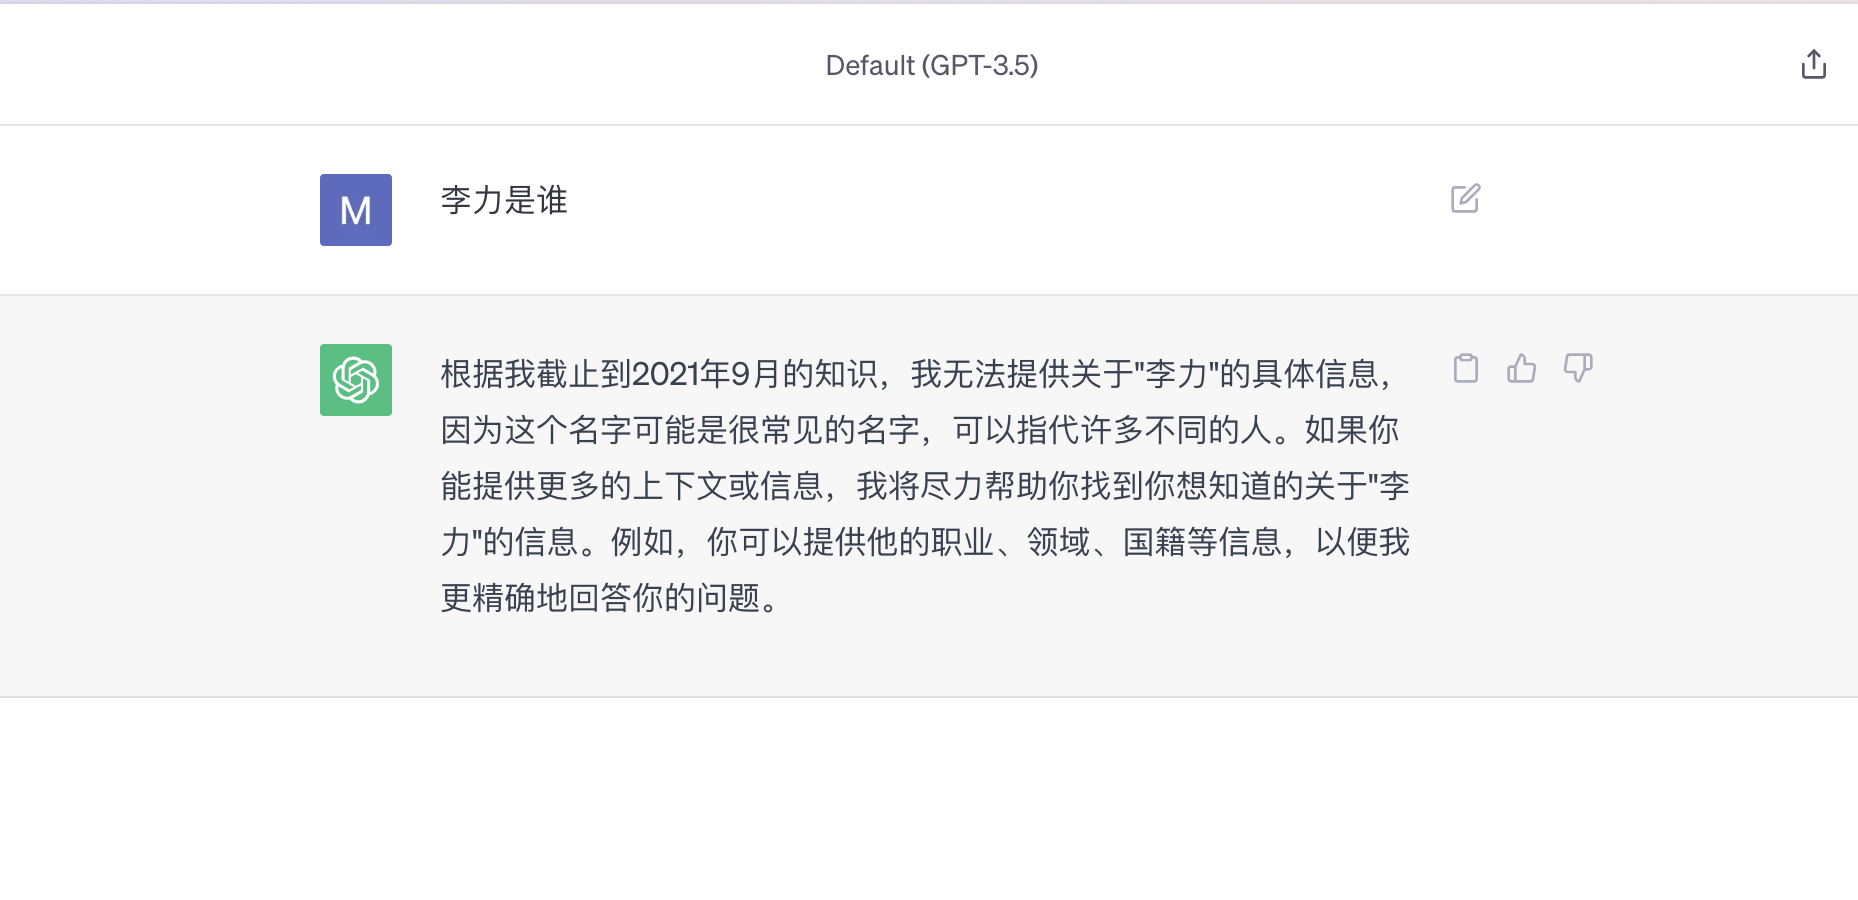 Default (GPT-3.5)
M
李力是谁
根据我截止到2021年9月的知识，我无法提供关于"李力"的具体信息，
因为这个名字可能是很常见的名字，可以指代许多不同的人。如果你
能提供更多的上下文或信息，我将尽力帮助你找到你想知道的关于"李
力"的信息。例如，你可以提供他的职业、领域、国籍等信息，以便我
更精确地回答你的问题。